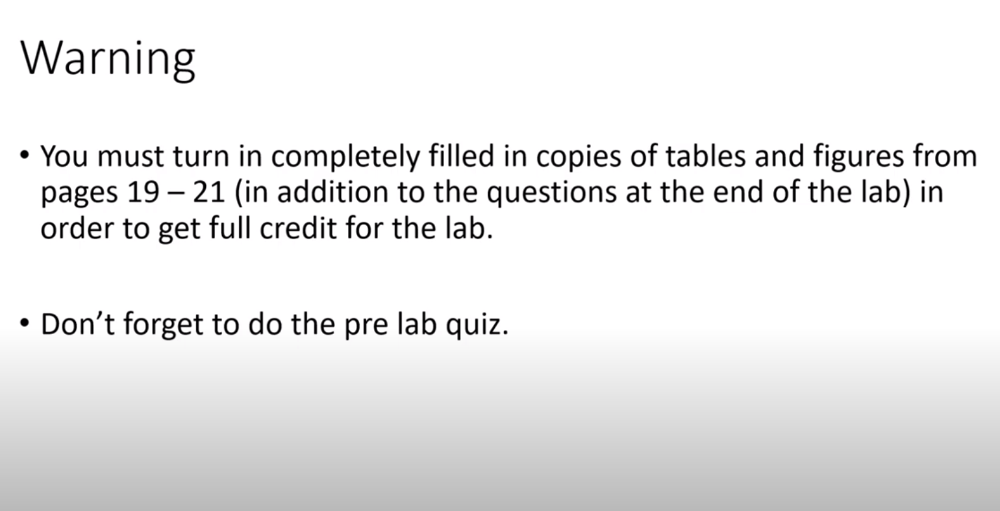 Warning
• You must turn in completely filled in copies of tables and figures from
pages 19 – 21 (in addition to the questions at the end of the lab) in
order to get full credit for the lab.
• Don’t forget to do the pre lab quiz.